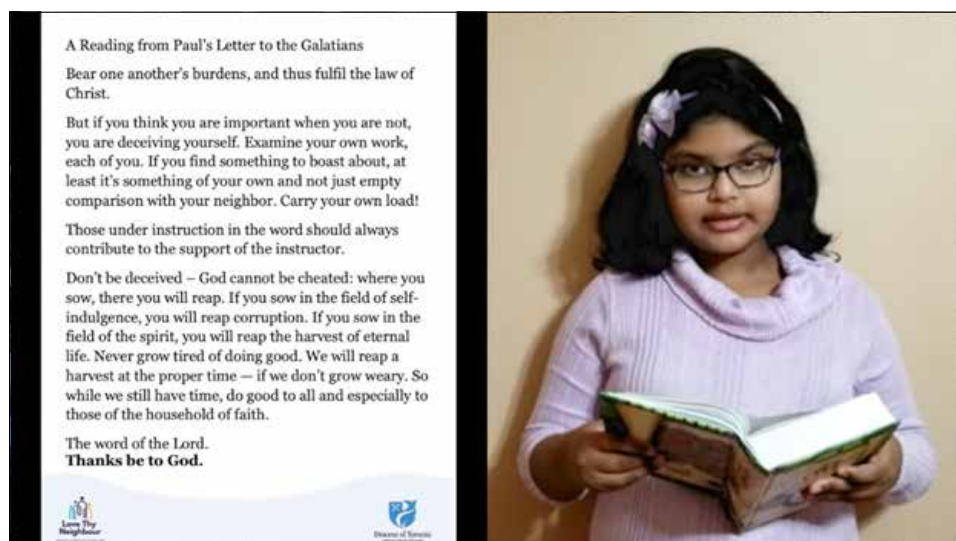 A Reading from Paul's Letter to the Galatians
Bear one another's burdens, and thus fulfil the law of
Christ.
But if you think you are important when you are not,
you are deceiving yourself. Examine your own work,
each of you. If you find something to boast about, at
least it's something of your own and not just empty
comparison with your neighbor. Carry your own load!
Those under instruction in the word should always
contribute to the support of the instructor.
Don't be deceived – God cannot be cheated: where you
sow, there you will reap. If you sow in the field of self-
indulgence, you will reap corruption. If you sow in the
field of the spirit, you will reap the harvest of eternal
life. Never grow tired of doing good. We will reap a
harvest at the proper time — if we don't grow weary. So
while we still have time, do good to all and especially to
those of the household of faith.
The word of the Lord.
Thanks be to God.
Love Thy
Neighbour
Diocese of Toronto